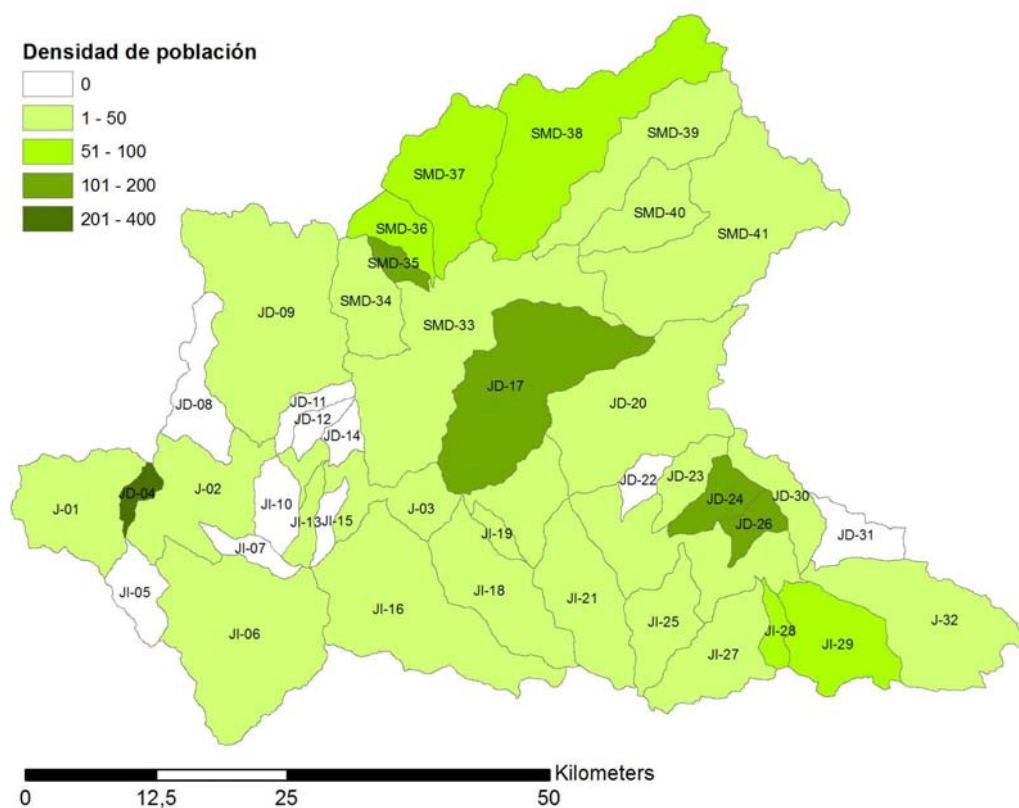 Densidad de población
0
1 - 50
51 - 100
101 - 200
201 - 400
SMD-38
SMD-39
SMD-37
SMD-40
SMD-36
SMD-41
SMD-35
SMD-34
JD-09
SMD-33
JD-17
JD-08
JD-11
JD-20
JD-12
JD-14
JD-22
JD-23
J-01
JD-04
J-02
JD-24
JD-30
JI-10
J-03
JI-13
JI-15
JD-26
JI-19
JD-31
JI-07
JI-05
JI-18
JI-21
JI-16
J-32
JI-25
JI-06
JI-28
JI-29
JI-27
Kilometers
0 12,5 25 50